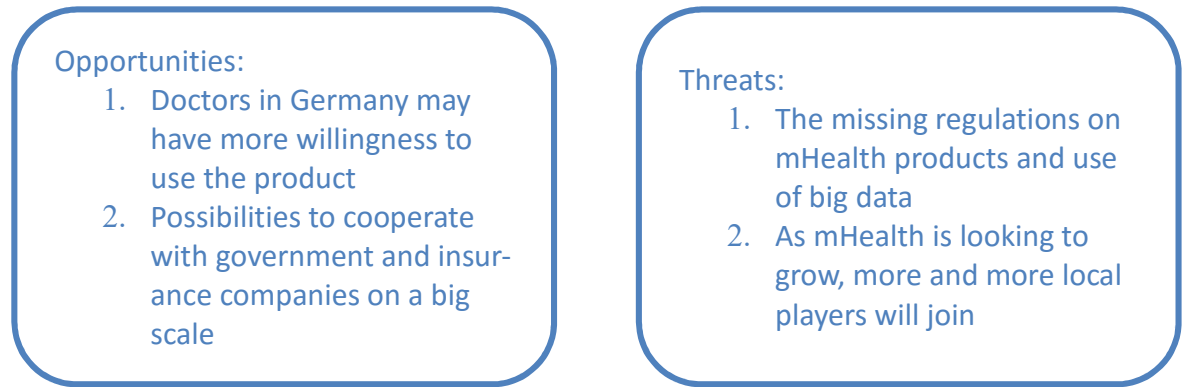 Opportunities:
1. Doctors in Germany may
have more willingness to
use the product
2. Possibilities to cooperate
with government and insur-
ance companies on a big
scale
Threats:
1. The missing regulations on
mHealth products and use
of big data
2. As mHealth is looking to
grow, more and more local
players will join